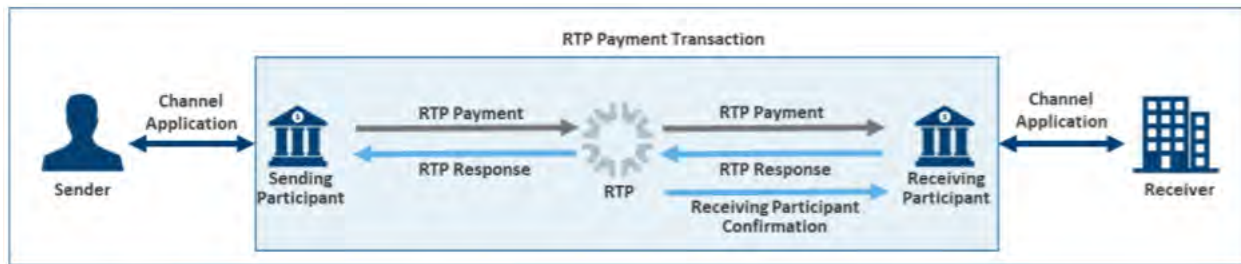 RTP Payment Transaction
Channel
Application
Sender
Sending
Participant
RTP Payment
RTP Response
RTP
RTP Payment
RTP Response
Receiving Participant
Confirmation
Receiving
Participant
Channel
Application
Receiver